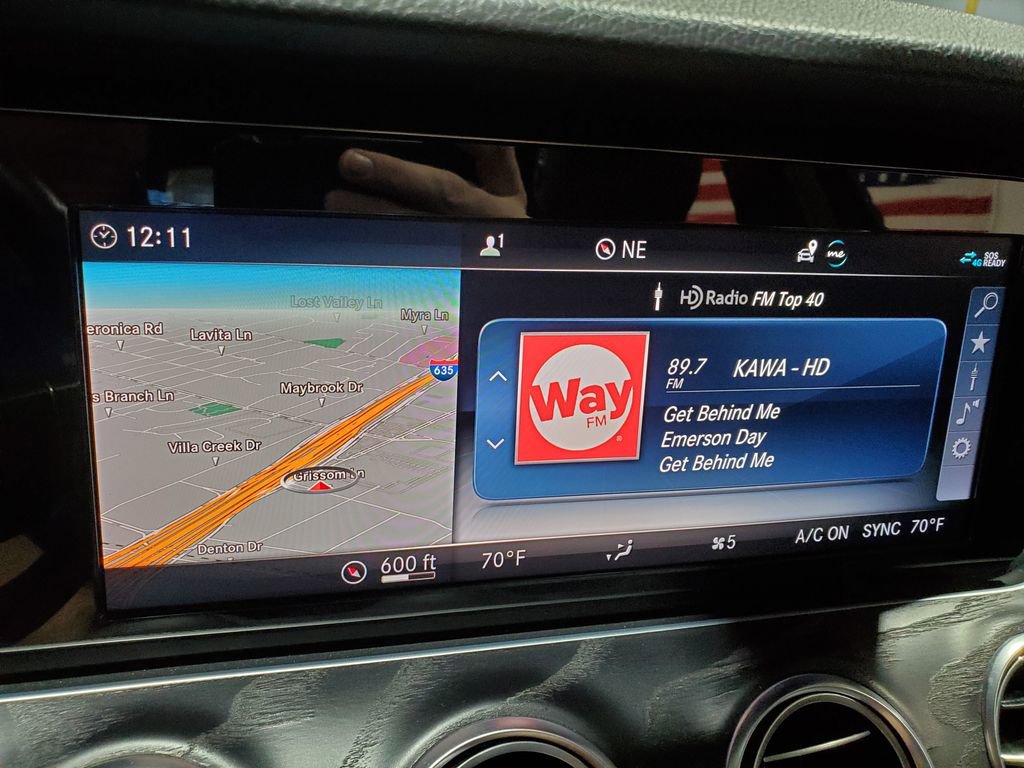 12:11
1
NE
me
SOS
4G READY
Lost Valley Ln
Myra Ln
eronica Rd
Lavita Ln
635
Maybrook Dr
s Branch Ln
Villa Creek Dr
Grissom Ln
Denton Dr
600 ft
HD Radio FM Top 40
Way
FM
®
89.7 KAWA - HD
FM
Get Behind Me
Emerson Day
Get Behind Me
70°F
5
A/C ON SYNC 70°F